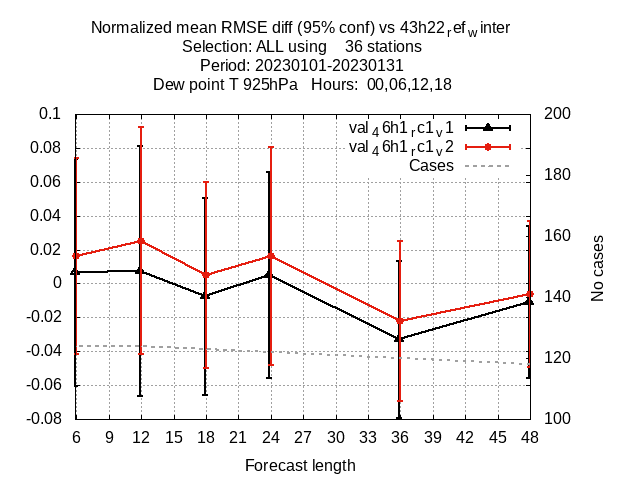 Normalized mean RMSE diff (95% conf) vs 43h22refwinter
Selection: ALL using    36 stations
Period: 20230101-20230131
Dew point T 925hPa   Hours:  00,06,12,18
0.1
0.08
0.06
0.04
0.02
0
-0.02
-0.04
-0.06
-0.08
200
180
160
140
120
100
val46h1rc1v1
val46h1rc1v2
Cases
6 9 12 15 18 21 24 27 30 33 36 39 42 45 48
Forecast length
No cases